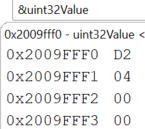 &uint32Value
0x2009fff0 - uint32Value <
0x2009FFF0 D2
0x2009FFF1 04
0x2009FFF2 00
0x2009FFF3 00